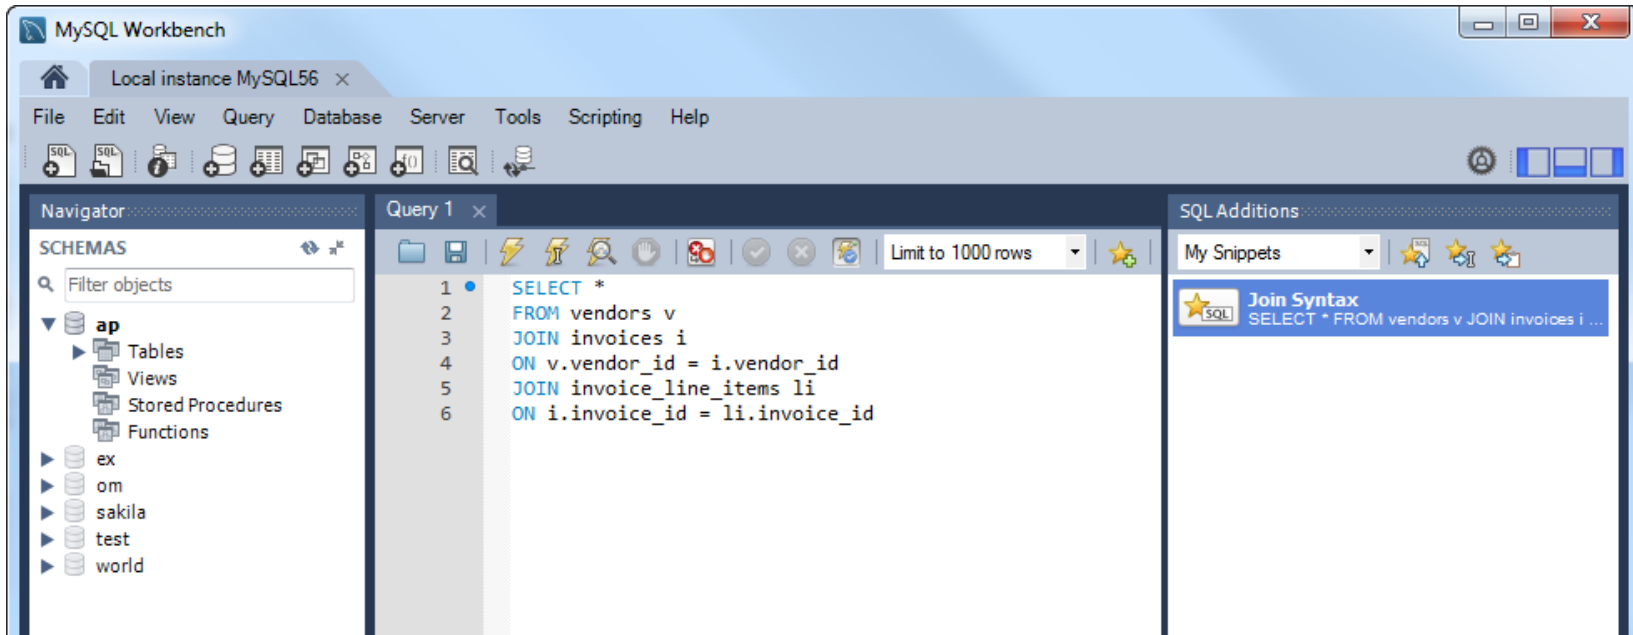 MySQL Workbench
Local instance MySQL56
File Edit View Query Database Server Tools Scripting Help
SQL SQL
f()
Navigator
SCHEMAS
Filter objects
ap
Tables
Views
Stored Procedures
Functions
ex
om
sakila
test
world
Query 1
Limit to 1000 rows
1 SELECT *
2 FROM vendors v
3 JOIN invoices i
4 ON v.vendor_id = i.vendor_id
5 JOIN invoice_line_items li
6 ON i.invoice_id = li.invoice_id
SQL Additions
My Snippets
SQL
Join Syntax
SELECT * FROM vendors v JOIN invoices i ...